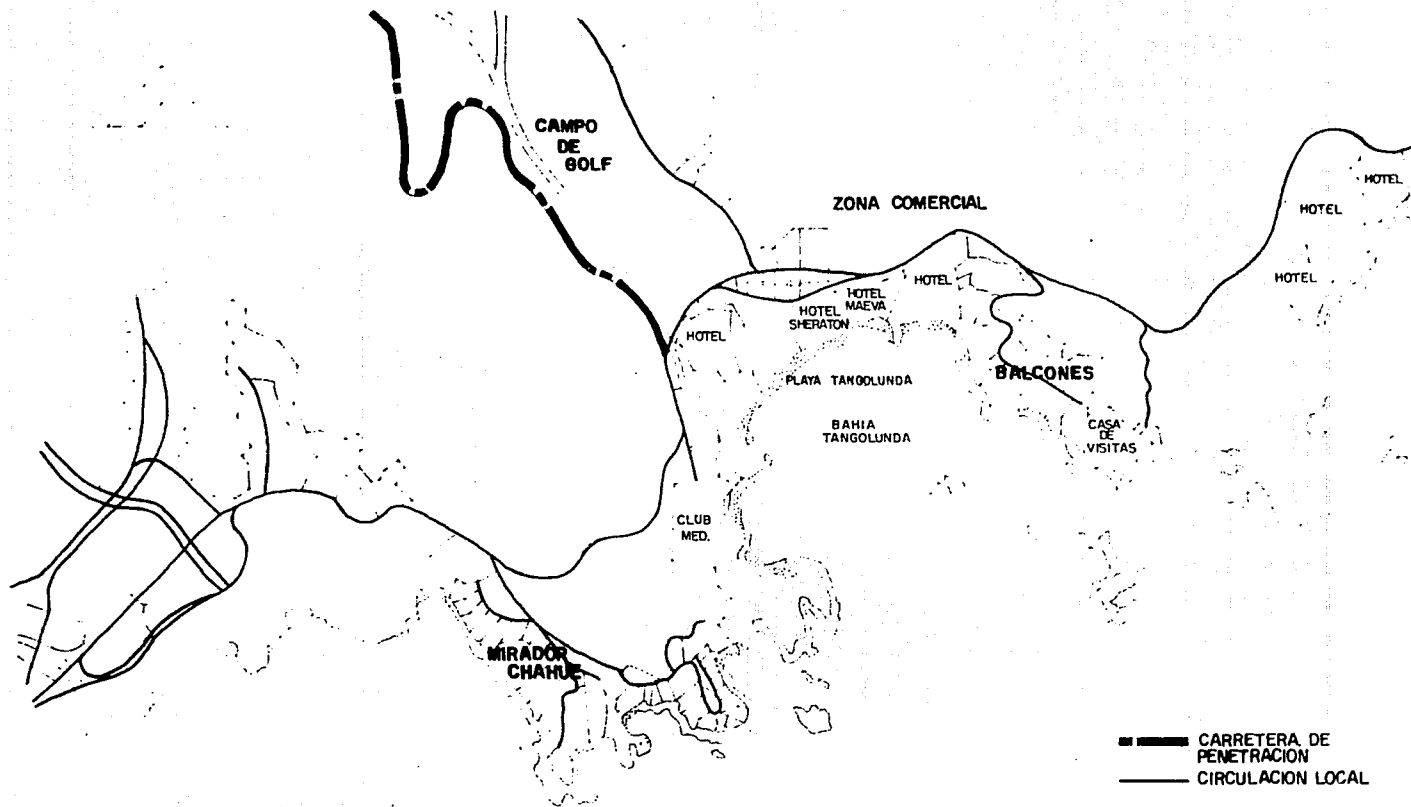 CAMPO
DE
GOLF
ZONA COMERCIAL
HOTEL
HOTEL
HOTEL
HOTEL
HOTEL
MAEVA
HOTEL
SHERATON
HOTEL
PLAYA TANGOLUNDA
BALCONES
BAHIA
TANGOLUNDA
CASA
DE
VISITAS
CLUB
MED.
MIRADOR
CHAHUE
CARRETERA DE
PENETRACION
CIRCULACION LOCAL